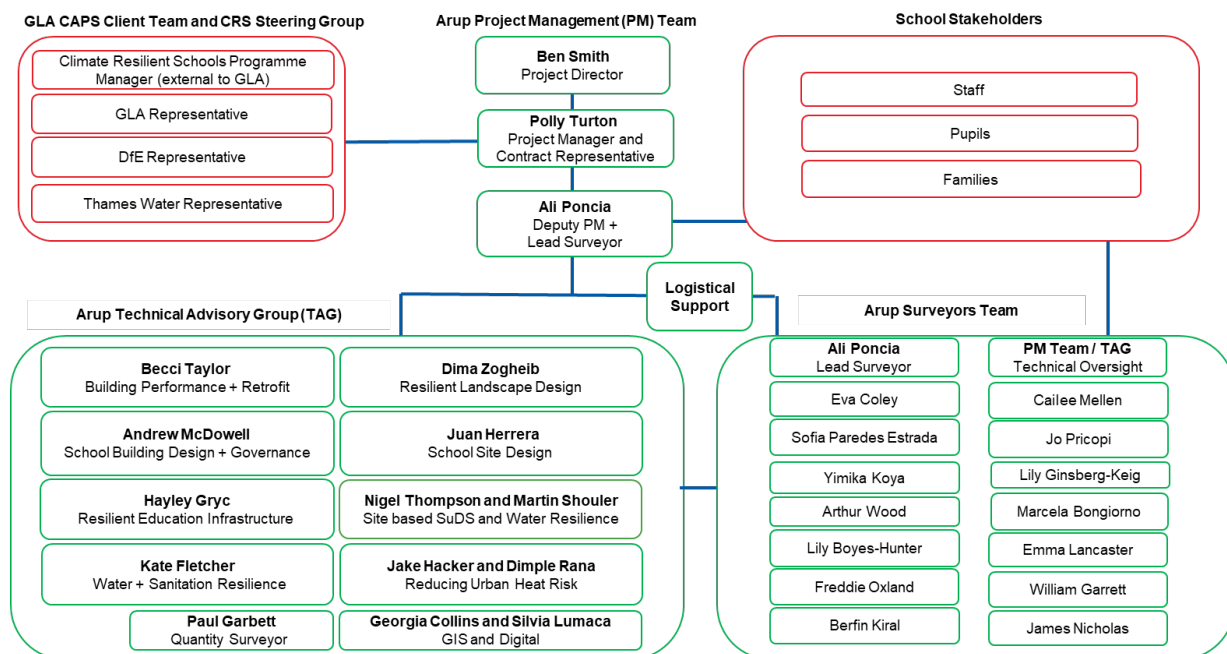 GLA CAPS Client Team and CRS Steering Group
Climate Resilient Schools Programme
Manager (external to GLA)
GLA Representative
DfE Representative
Thames Water Representative
Arup Project Management (PM) Team
Ben Smith
Project Director
Polly Turton
Project Manager and
Contract Representative
Ali Poncia
Deputy PM +
Lead Surveyor
School Stakeholders
Staff
Pupils
Families
Logistical
Support
Arup Technical Advisory Group (TAG)
Becci Taylor
Building Performance + Retrofit
Dima Zogheib
Resilient Landscape Design
Andrew McDowell
School Building Design + Governance
Juan Herrera
School Site Design
Hayley Gryc
Resilient Education Infrastructure
Nigel Thompson and Martin Shouler
Site based SuDS and Water Resilience
Kate Fletcher
Water + Sanitation Resilience
Jake Hacker and Dimple Rana
Reducing Urban Heat Risk
Paul Garbett
Quantity Surveyor
Georgia Collins and Silvia Lumaca
GIS and Digital
Arup Surveyors Team
Ali Poncia
Lead Surveyor
Eva Coley
Sofia Paredes Estrada
Yimika Koya
Arthur Wood
Lily Boyes-Hunter
Freddie Oxland
Berfin Kiral
PM Team / TAG
Technical Oversight
Cailee Mellen
Jo Pricopi
Lily Ginsberg-Keig
Marcela Bongiorno
Emma Lancaster
William Garrett
James Nicholas